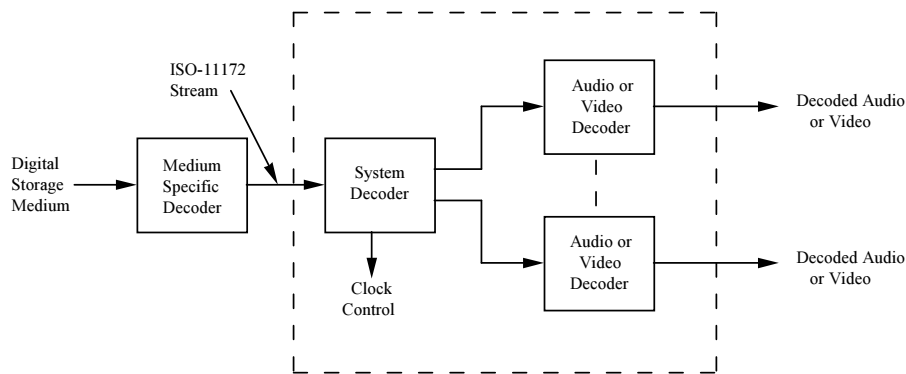 ISO-11172
Stream
Digital
Storage
Medium
Medium
Specific
Decoder
System
Decoder
Clock
Control
Audio or
Video
Decoder
Audio or
Video
Decoder
Decoded Audio
or Video
Decoded Audio
or Video